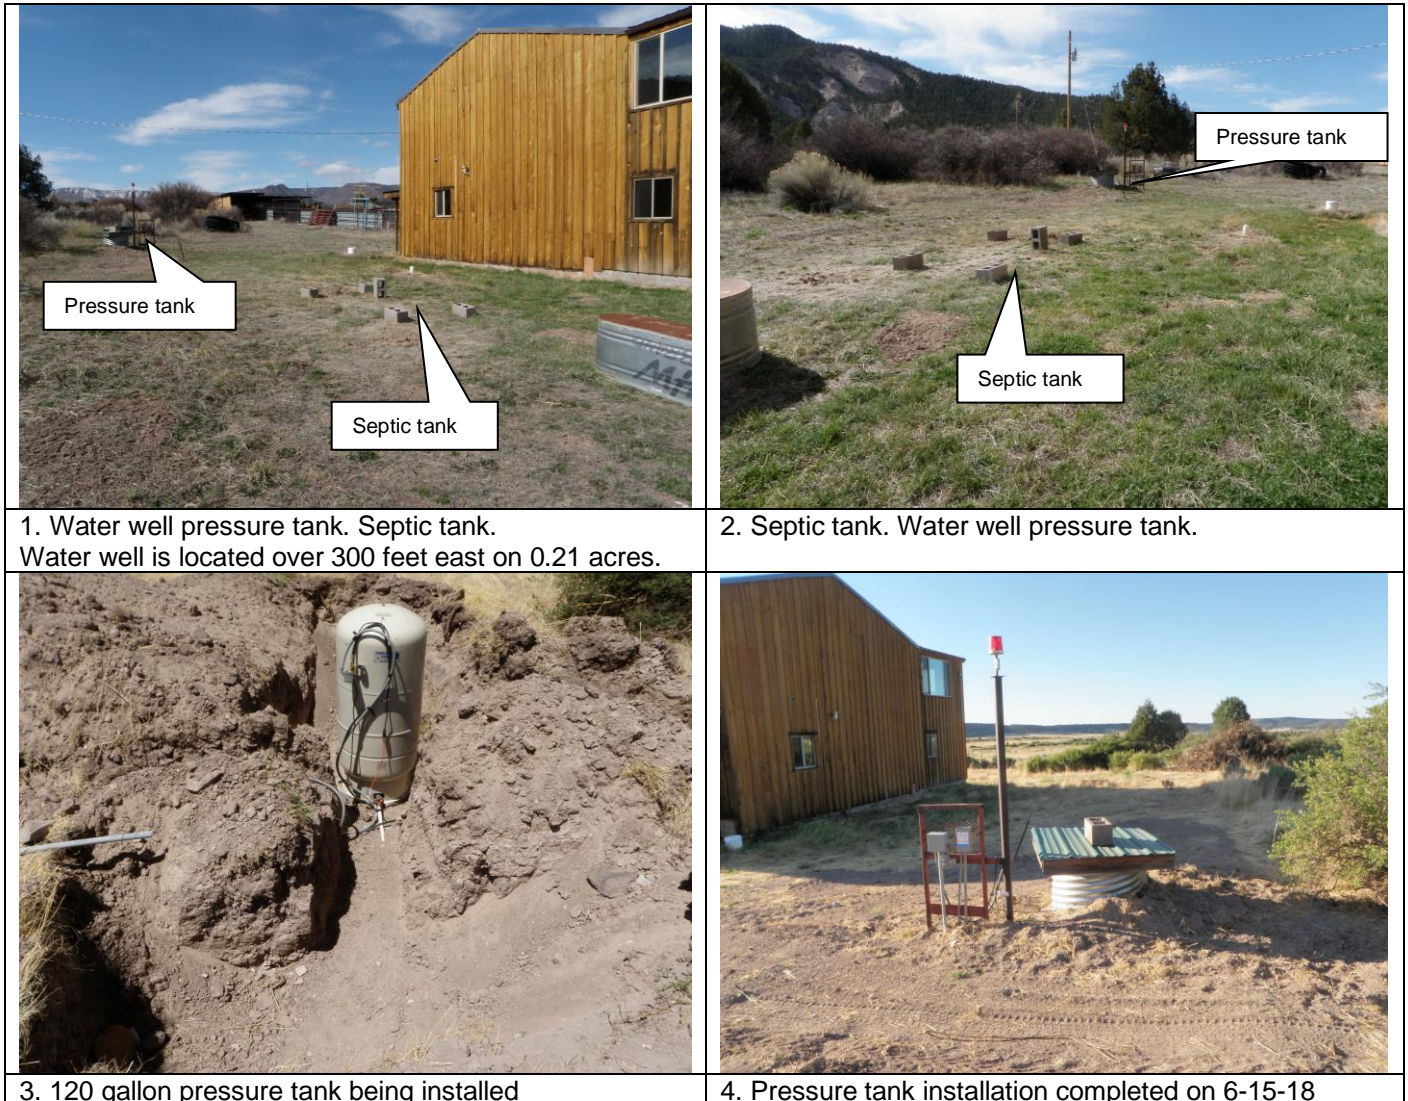 Pressure tank
Septic tank
Pressure tank
Septic tank
1. Water well pressure tank. Septic tank.
Water well is located over 300 feet east on 0.21 acres.
2. Septic tank. Water well pressure tank.
3. 120 gallon pressure tank being installed
4. Pressure tank installation completed on 6-15-18